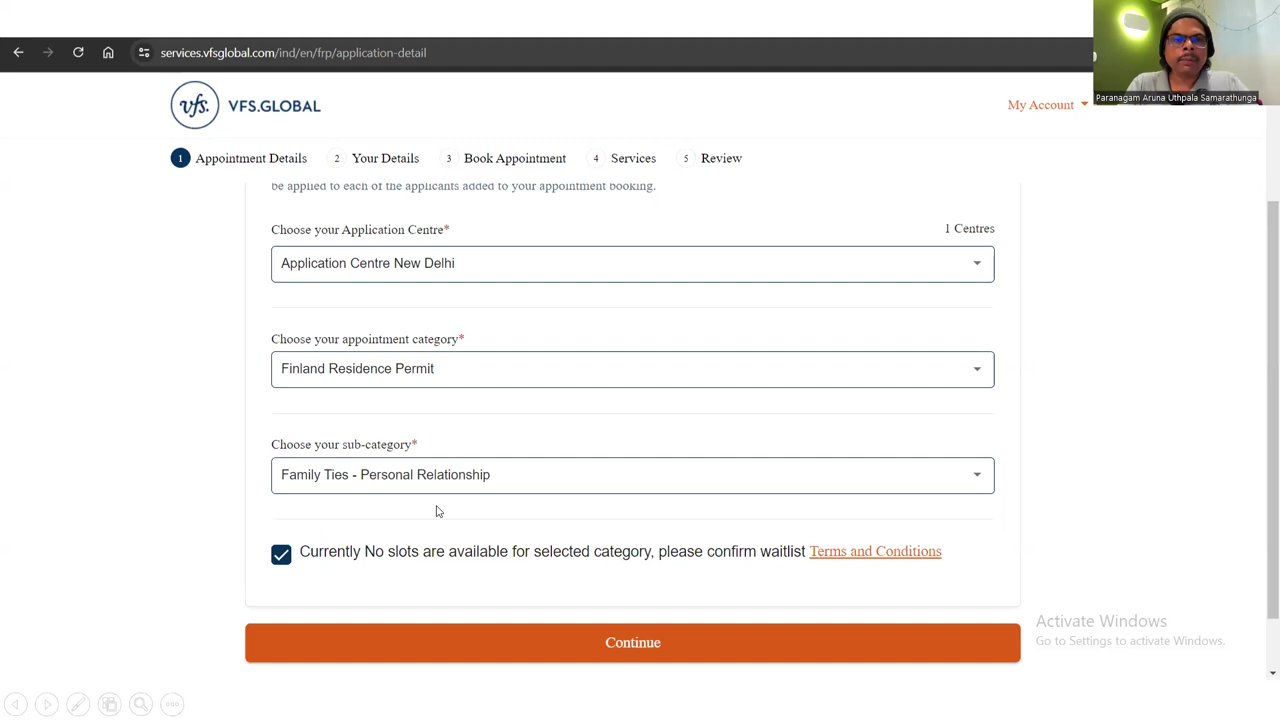 services.vfsglobal.com/ind/en/frp/application-detail
Paranagam Aruna Uthpala Samarathunga
vfs. VFS.GLOBAL
My Account
1 Appointment Details 2 Your Details 3 Book Appointment 4 Services 5 Review
be applied to each of the applicants added to your appointment booking.
Choose your Application Centre* 1 Centres
Application Centre New Delhi
Choose your appointment category*
Finland Residence Permit
Choose your sub-category*
Family Ties - Personal Relationship
Currently No slots are available for selected category, please confirm waitlist Terms and Conditions
Continue
Activate Windows
Go to Settings to activate Windows.